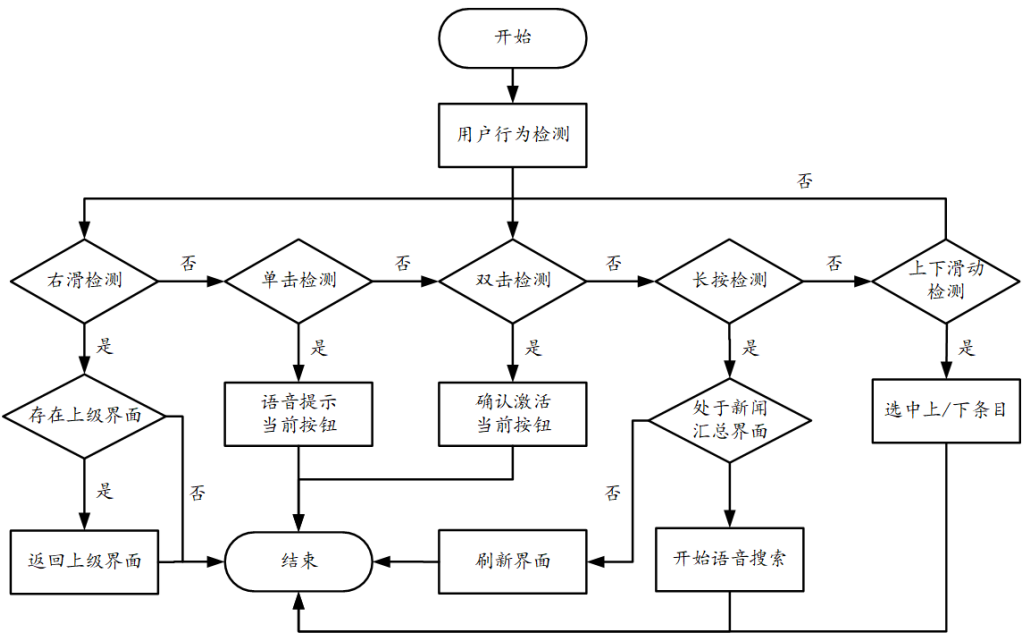 开始
用户行为检测
否
右滑检测
否
单击检测
否
双击检测
否
长按检测
否
上下滑动
检测
是
是
是
是
是
存在上级界面
语音提示
当前按钮
确认激活
当前按钮
处于新闻
汇总界面
选中上/下条目
是
否
否
返回上级界面
结束
刷新界面
开始语音搜索